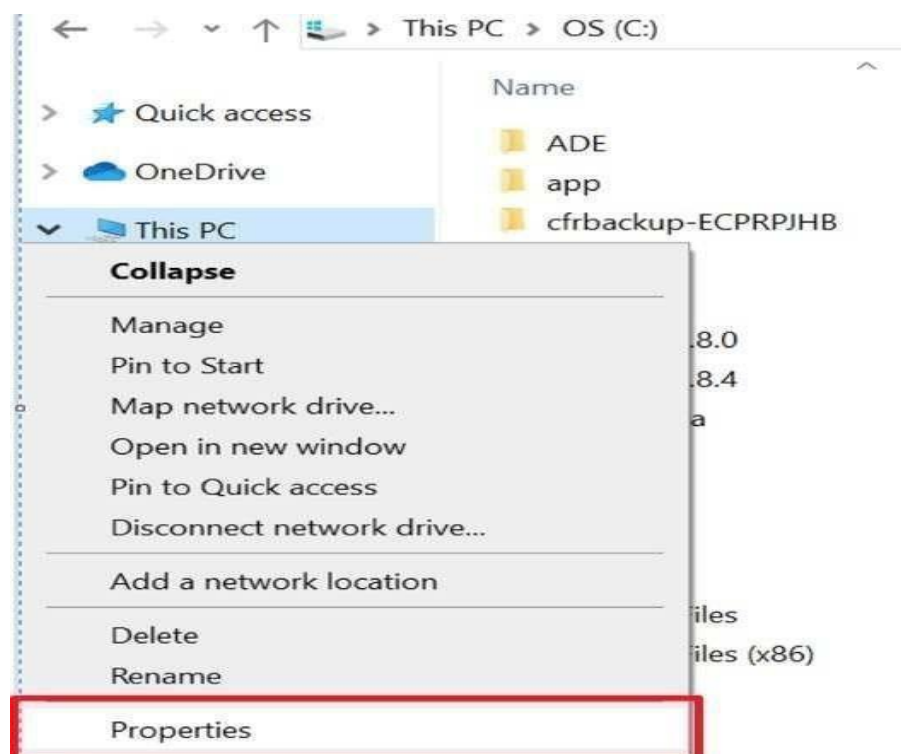 This PC > OS (C:)
Name
> Quick access
> OneDrive
This PC
ADE
app
cfrbackup-ECPRPJHB
Collapse
Manage
Pin to Start
Map network drive...
Open in new window
Pin to Quick access
Disconnect network drive...
Add a network location
Delete
Rename
Properties
.8.0
.8.4
a
iles
iles (x86)